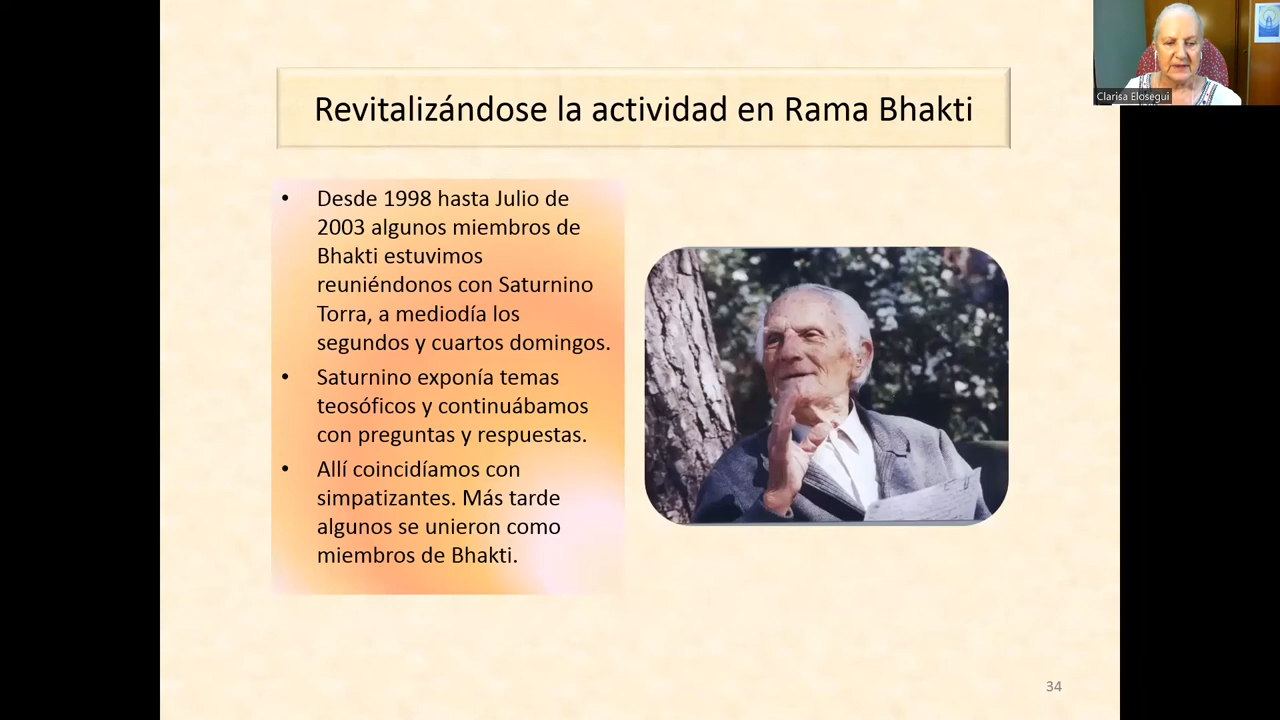 Clarisa Elosegui
Revitalizándose la actividad en Rama Bhakti
• Desde 1998 hasta Julio de
2003 algunos miembros de
Bhakti estuvimos
reuniéndonos con Saturnino
Torra, a mediodía los
segundos y cuartos domingos.
• Saturnino exponía temas
teosóficos y continuábamos
con preguntas y respuestas.
• Allí coincidíamos con
simpatizantes. Más tarde
algunos se unieron como
miembros de Bhakti.
34